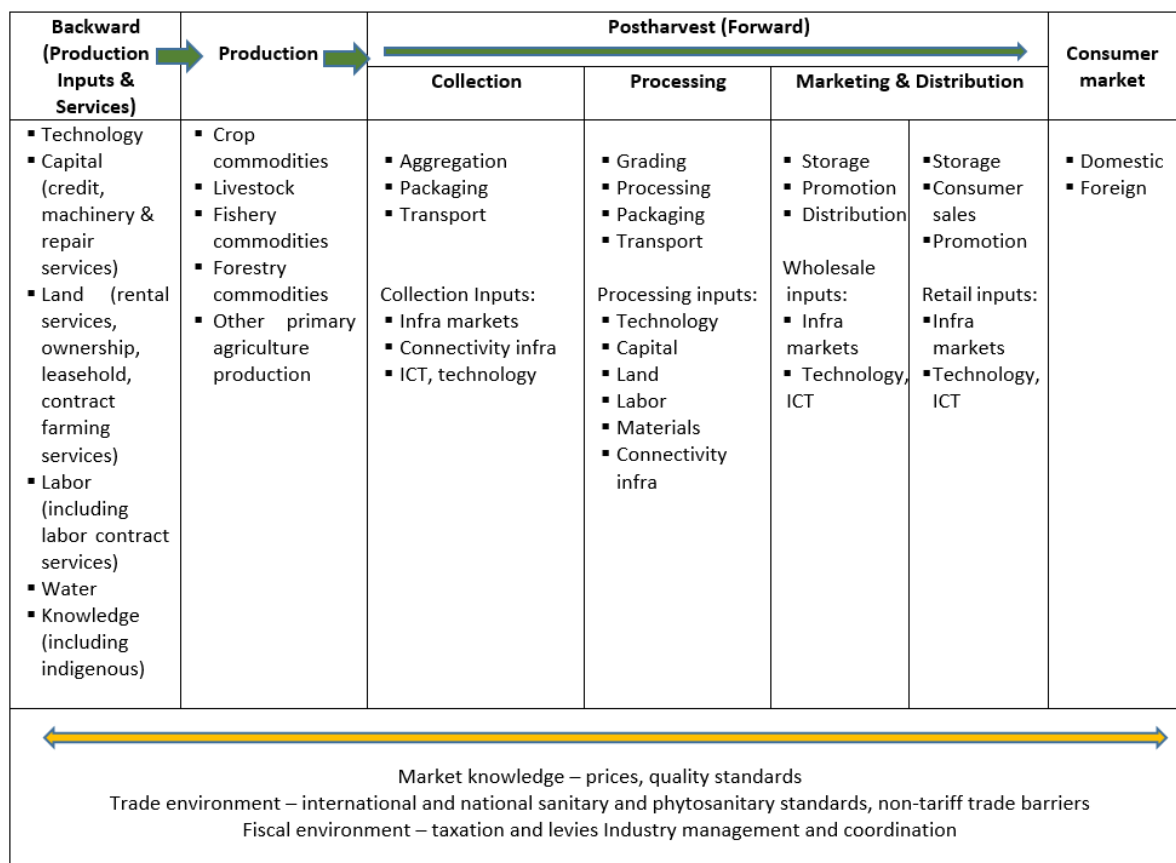 Backward
(Production
Inputs &
Services)
Production
Postharvest (Forward)
Collection
Processing
Marketing & Distribution
Consumer
market
▪ Technology
▪ Capital
(credit,
machinery &
repair
services)
▪ Land (rental
services,
ownership,
leasehold,
contract
farming
services)
▪ Labor
(including
labor contract
services)
▪ Water
▪ Knowledge
(including
indigenous)
▪ Crop
commodities
▪ Livestock
▪ Fishery
commodities
▪ Forestry
commodities
▪ Other primary
agriculture
production
▪ Aggregation
▪ Packaging
▪ Transport
Collection Inputs:
▪ Infra markets
▪ Connectivity infra
▪ ICT, technology
▪ Grading
▪ Processing
▪ Packaging
▪ Transport
Processing inputs:
▪ Technology
▪ Capital
▪ Land
▪ Labor
▪ Materials
▪ Connectivity
infra
▪ Storage
▪ Promotion
▪ Distribution
Wholesale
inputs:
▪ Infra
markets
▪ Technology,
ICT
▪ Storage
▪ Consumer
sales
▪ Promotion
Retail inputs:
▪ Infra
markets
▪ Technology,
ICT
▪ Domestic
▪ Foreign
Market knowledge – prices, quality standards
Trade environment – international and national sanitary and phytosanitary standards, non-tariff trade barriers
Fiscal environment – taxation and levies Industry management and coordination